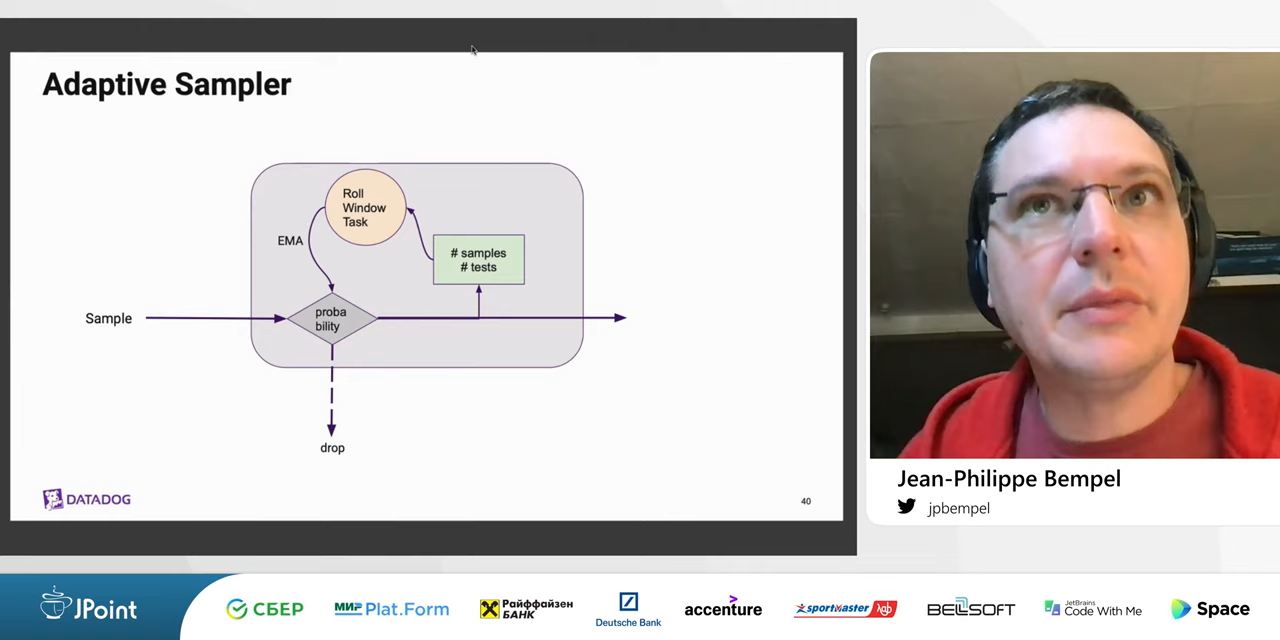 Adaptive Sampler
Roll
Window
Task
EMA
# samples
# tests
Sample
proba
bility
drop
DATADOG
40
Jean-Philippe Bempel
jpbempel
JPoint
СБЕР
МИР Plat.Form
Райффайзен
БАНК
Deutsche Bank
accenture
sportmaster lab
BELLSOFT
JetBrains
Code With Me
Space